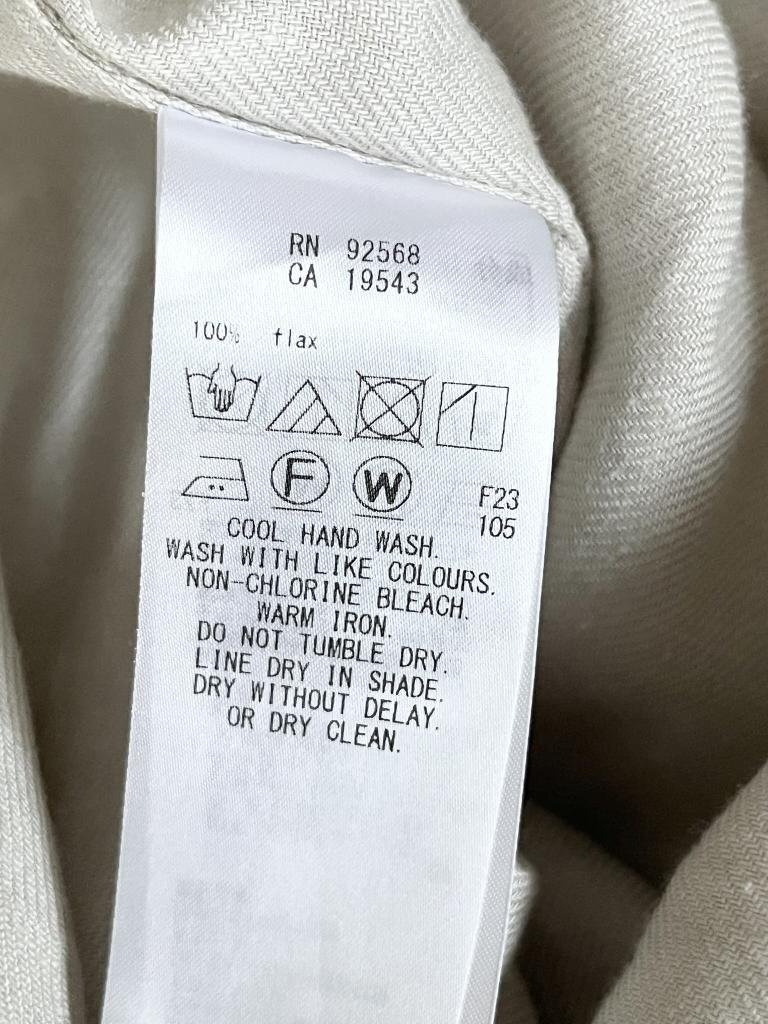 RN 92568
CA 19543
100% flax
F
W
F23
105
COOL HAND WASH.
WASH WITH LIKE COLOURS.
NON-CHLORINE BLEACH.
WARM IRON.
DO NOT TUMBLE DRY.
LINE DRY IN SHADE.
DRY WITHOUT DELAY.
OR DRY CLEAN.